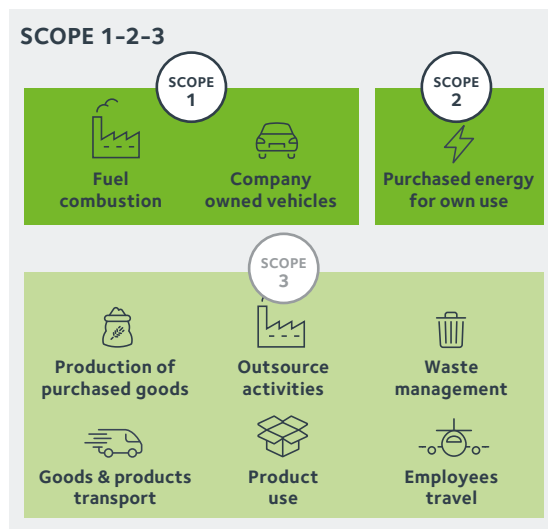 SCOPE 1-2-3
SCOPE
1
SCOPE
2
Fuel
combustion
Company
owned vehicles
Purchased energy
for own use
SCOPE
3
Production of
purchased goods
Outsource
activities
Waste
management
Goods & products
transport
Product
use
Employees
travel